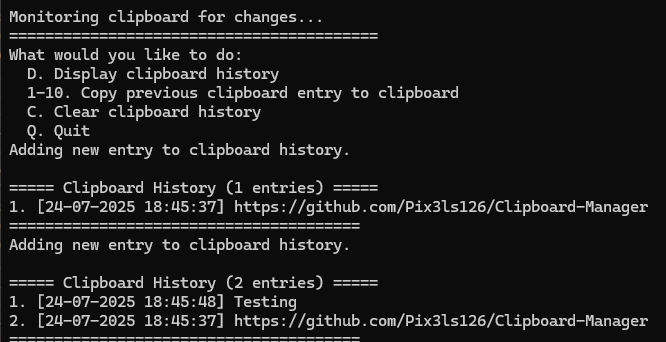 Monitoring clipboard for changes...
=========================================
What would you like to do:
  D. Display clipboard history
  1-10. Copy previous clipboard entry to clipboard
  C. Clear clipboard history
  Q. Quit
Adding new entry to clipboard history.

===== Clipboard History (1 entries) =====
1. [24-07-2025 18:45:37] https://github.com/Pix3ls126/Clipboard-Manager
=======================================
Adding new entry to clipboard history.

===== Clipboard History (2 entries) =====
1. [24-07-2025 18:45:48] Testing
2. [24-07-2025 18:45:37] https://github.com/Pix3ls126/Clipboard-Manager
=======================================